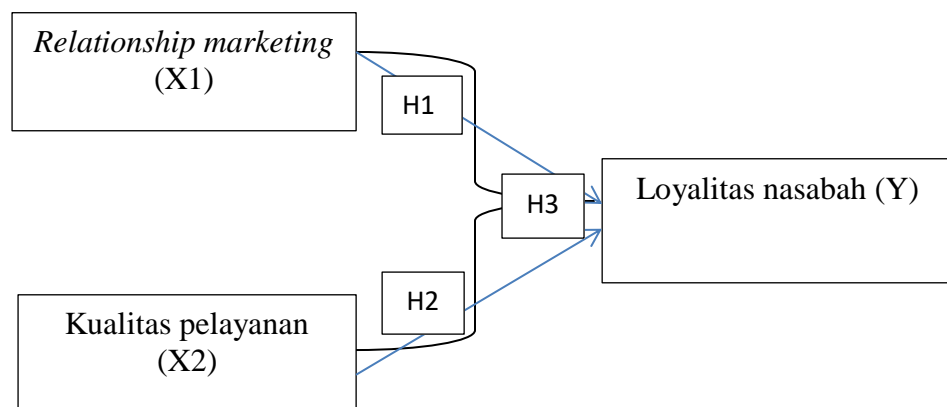 Relationship marketing
(X1)
H1
Loyalitas nasabah (Y)
H3
H2
Kualitas pelayanan
(X2)